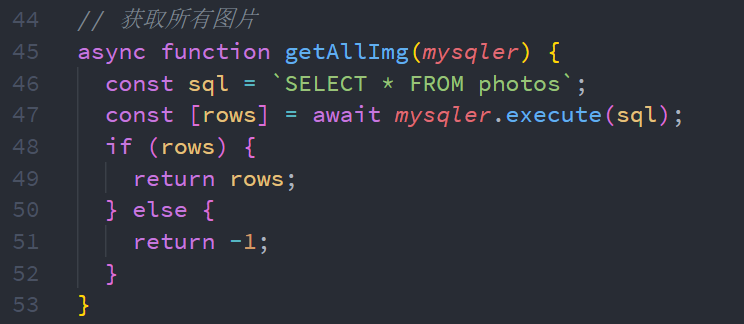 44 // 获取所有图片
45 async function getAllImg(mysqler) {
46 const sql = `SELECT * FROM photos`;
47 const [rows] = await mysqler.execute(sql);
48 if (rows) {
49 return rows;
50 } else {
51 return -1;
52 }
53 }